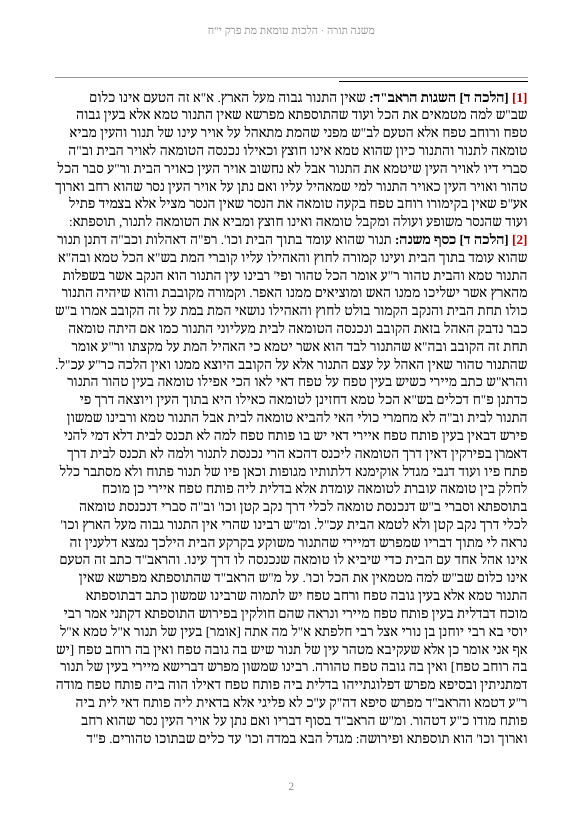 משנה תורה · הלכות טומאת מת פרק י״ח
[1] [הלכה ד] השגות הראב"ד: שאין התנור גבוה מעל הארץ. א"א זה הטעם אינו כלום
שב"ש למה מטמאים את הכל ועוד שהתוספתא מפרשא שאין התנור טמא אלא בעין גבוה
טפח ורוחב טפח אלא הטעם לב"ש מפני שהמת מתאהל על אויר עינו של תנור והעין מביא
טומאה לתנור והתנור כיון שהוא טמא אינו חוצץ וכאילו נכנסה הטומאה לאויר הבית וב"ה
סברי דיו לאויר העין שיטמא את התנור אבל לא נחשוב אויר העין כאויר הבית ור"ע סבר הכל
טהור ואויר העין כאויר התנור למי שמאהיל עליו ואם נתן על אויר העין נסר שהוא רחב וארוך
אע"פ שאין בקימורו רוחב טפח בקעה טומאה את הנסר שאין הנסר מציל אלא בצמיד פתיל
ועוד שהנסר משופע ועולה ומקבל טומאה ואינו חוצץ ומביא את הטומאה לתנור, תוספתא:
[2] [הלכה ד] כסף משנה: תנור שהוא עומד בתוך הבית וכו'. רפ"ה דאהלות וכב"ה דתנן תנור
שהוא עומד בתוך הבית ועינו קמורה לחוץ והאהילו עליו קוברי המת בש"א הכל טמא ובה"א
התנור טמא והבית טהור ר"ע אומר הכל טהור ופי' רבינו עין התנור הוא הנקב אשר בשפלות
מהארץ אשר ישליכו ממנו האש ומוציאים ממנו האפר. וקמורה מקובבת והוא שיהיה התנור
כולו תחת הבית והנקב הקמור בולט לחוץ והאהילו נושאי המת במת על זה הקובב אמרו ב"ש
כבר נדבק האהל בזאת הקובב ונכנסה הטומאה לבית מעליוני התנור כמו אם היתה טומאה
תחת זה הקובב ובה"א שהתנור לבד הוא אשר יטמא כי האהיל המת על מקצתו ור"ע אומר
שהתנור טהור שאין האהל על עצם התנור אלא על הקובב היוצא ממנו ואין הלכה כר"ע עכ"ל.
והרא"ש כתב מיירי כשיש בעין טפח על טפח דאי לאו הכי אפילו טומאה בעין טהור התנור
כדתנן פ"ח דכלים בש"א הכל טמא דחזינן לטומאה כאילו היא בתוך העין ויוצאה דרך פי
התנור לבית וב"ה לא מחמרי כולי האי להביא טומאה לבית אבל התנור טמא ורבינו שמשון
פירש דבאין בעין פותח טפח איירי דאי יש בו פותח טפח למה לא תכנס לבית דלא דמי להני
דאמרן בפירקין דאין דרך הטומאה ליכנס דהכא הרי נכנסת לתנור ולמה לא תכנס לבית דרך
פתח פיו ועוד דגבי מגדל אוקימנא דלתותיו מגופות וכאן פיו של תנור פתוח ולא מסתבר כלל
לחלק בין טומאה עוברת לטומאה עומדת אלא בדלית ליה פותח טפח איירי כן מוכח
בתוספתא וסברי ב"ש דנכנסת טומאה לכלי דרך נקב קטן וכו' וב"ה סברי דנכנסת טומאה
לכלי דרך נקב קטן ולא לטמא הבית עכ"ל. ומ"ש רבינו שהרי אין התנור גבוה מעל הארץ וכו'
נראה לי מתוך דבריו שמפרש דמיירי שהתנור משוקע בקרקע הבית הילכך נמצא דלענין זה
אינו אהל אחד עם הבית כדי שיביא לו טומאה שנכנסה לו דרך עינו. והראב"ד כתב זה הטעם
אינו כלום שב"ש למה מטמאין את הכל וכו'. על מ"ש הראב"ד שהתוספתא מפרשא שאין
התנור טמא אלא בעין גובה טפח ורחב טפח יש לתמוה שרבינו שמשון כתב דבתוספתא
מוכח דבדלית בעין פותח טפח מיירי ונראה שהם חולקין בפירוש התוספתא דקתני אמר רבי
יוסי בא רבי יוחנן בן נורי אצל רבי חלפתא א"ל מה אתה [אומר] בעין של תנור א"ל טמא א"ל
אף אני אומר כן אלא שעקיבא מטהר עין של תנור שיש בה גובה טפח ואין בה רוחב טפח [יש
בה רוחב טפח] ואין בה גובה טפח טהורה. רבינו שמשון מפרש דברישא מיירי בעין של תנור
דמתניתין ובסיפא מפרש דפלוגתייהו בדלית ביה פותח טפח דאילו הוה ביה פותח טפח מודה
ר"ע דטמא והראב"ד מפרש סיפא דה"ק ע"כ לא פליגי אלא בדאית ליה פותח דאי לית ביה
פותח מודו כ"ע דטהור. ומ"ש הראב"ד בסוף דבריו ואם נתן על אויר העין נסר שהוא רחב
וארוך וכו' הוא תוספתא ופירושה: מגדל הבא במדה וכו' עד כלים שבתוכו טהורים. פ"ד
2